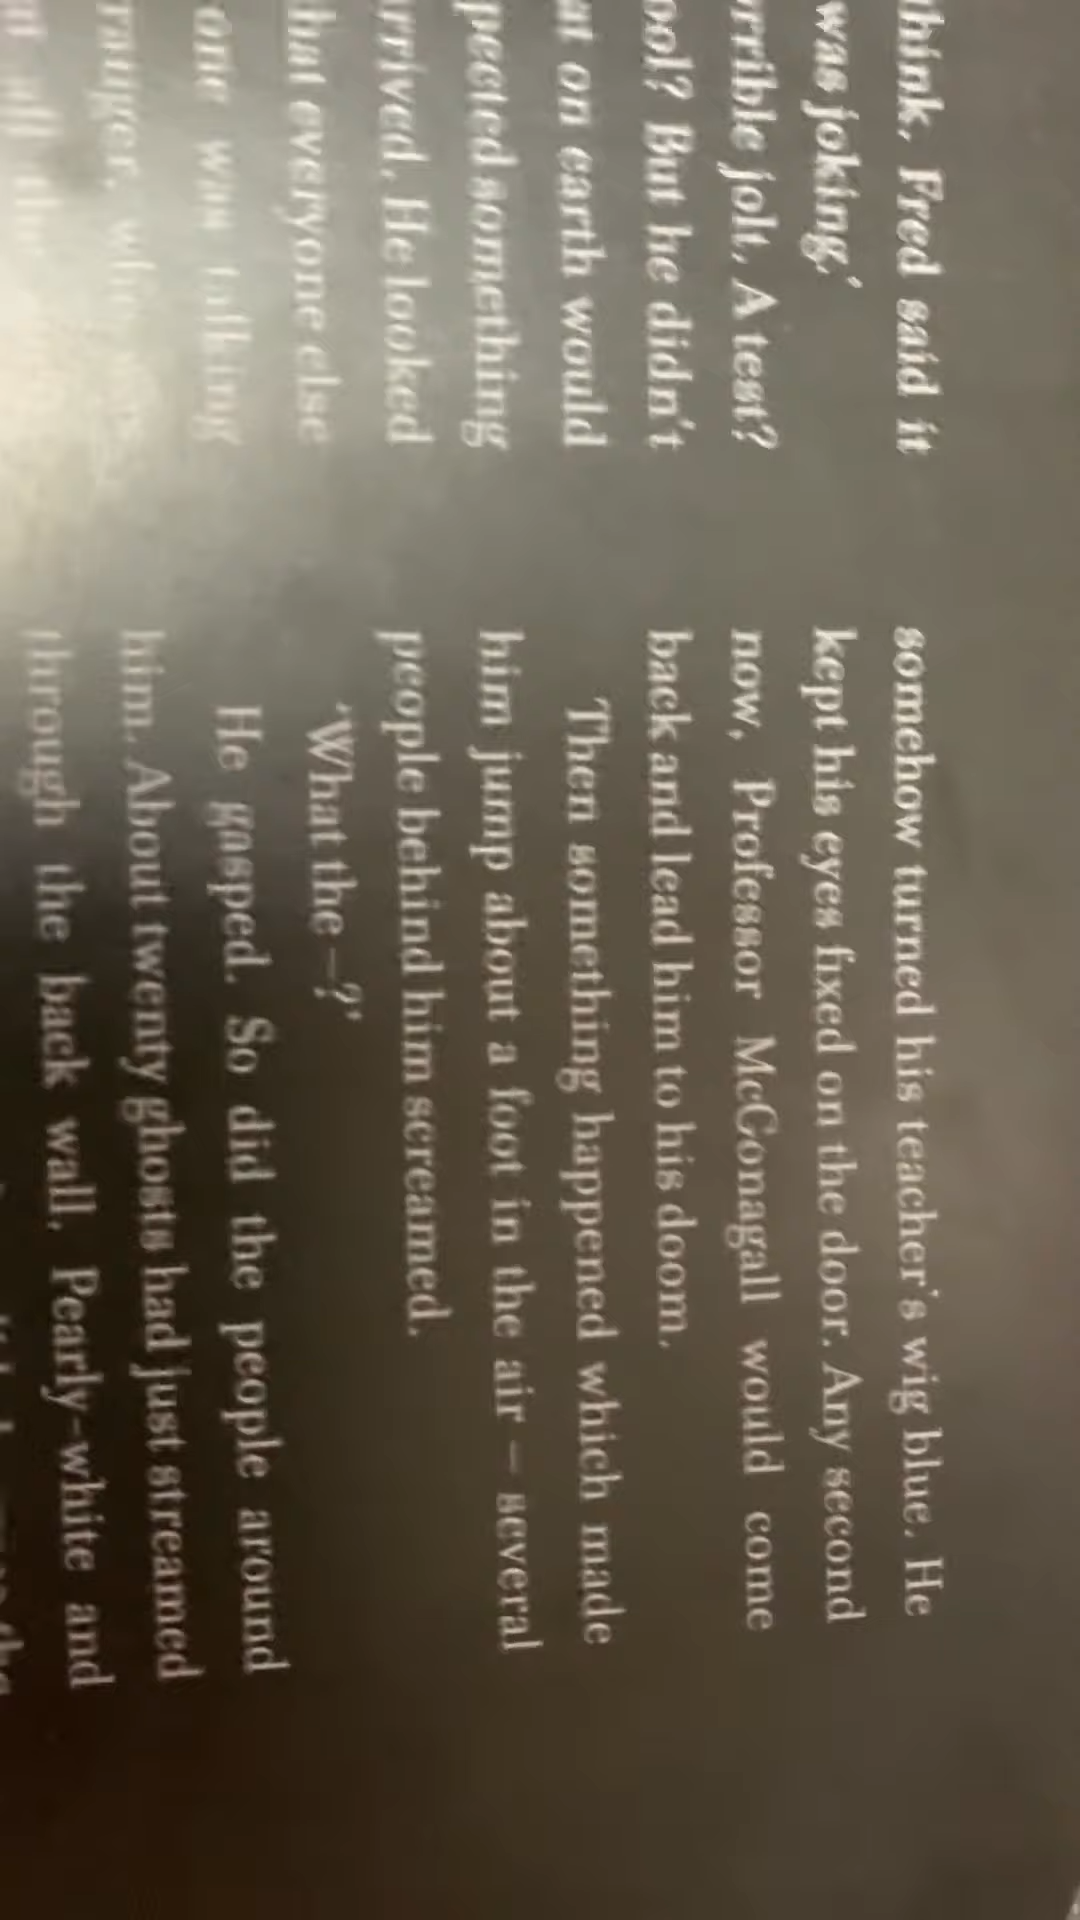 think. Fred said it
was joking.'
rrible jolt. A test?
ool? But he didn't
at on earth would
pected something
rrived. He looked
that everyone else
one was talking
somehow turned his teacher's wig blue. He
kept his eyes fixed on the door. Any second
now, Professor McGonagall would come
back and lead him to his doom.
Then something happened which made
him jump about a foot in the air – several
people behind him screamed.
'What the –?'
He gasped. So did the people around
him. About twenty ghosts had just streamed
through the back wall. Pearly-white and